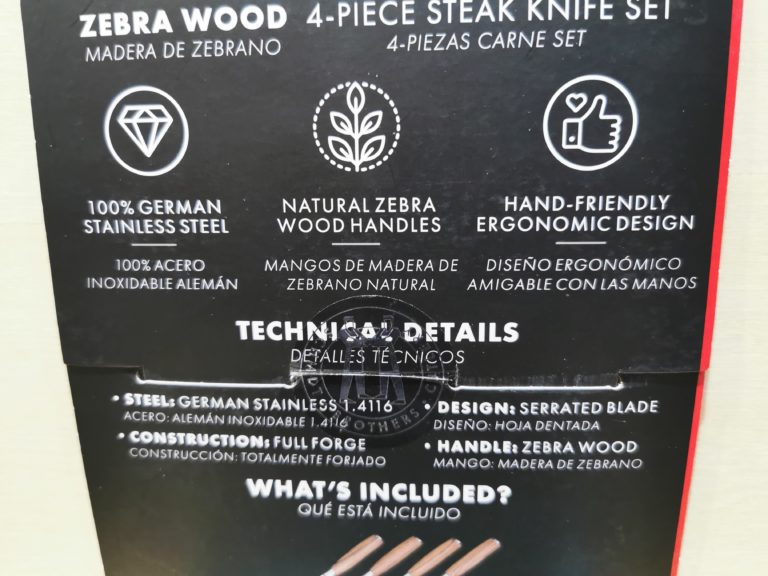 ZEBRA WOOD
MADERA DE ZEBRANO
4-PIECE STEAK KNIFE SET
4-PIEZAS CARNE SET
100% GERMAN
STAINLESS STEEL
100% ACERO
INOXIDABLE ALEMÁN
NATURAL ZEBRA
WOOD HANDLES
MANGOS DE MADERA DE
ZEBRANO NATURAL
HAND-FRIENDLY
ERGONOMIC DESIGN
DISEÑO ERGONÓMICO
AMIGABLE CON LAS MANOS
TECHNICAL DETAILS
DETALLES TÉCNICOS
• STEEL: GERMAN STAINLESS 1.4116
ACERO: ALEMÁN INOXIDABLE 1.4116
• CONSTRUCTION: FULL FORGE
CONSTRUCCIÓN: TOTALMENTE FORJADO
• DESIGN: SERRATED BLADE
DISEÑO: HOJA DENTADA
• HANDLE: ZEBRA WOOD
MANGO: MADERA DE ZEBRANO
WHAT'S INCLUDED?
QUÉ ESTÁ INCLUIDO